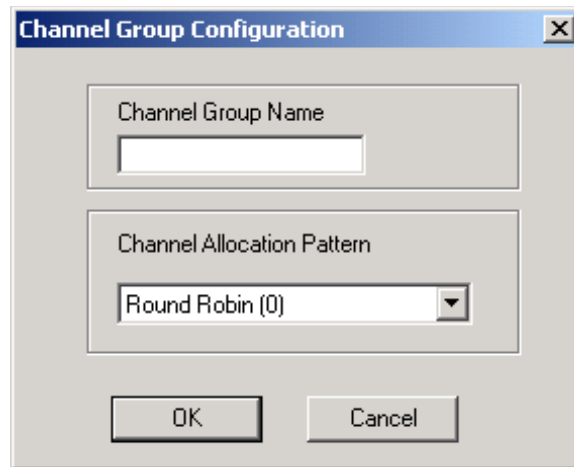 Channel Group Configuration
Channel Group Name
Channel Allocation Pattern
Round Robin (0)
OK Cancel